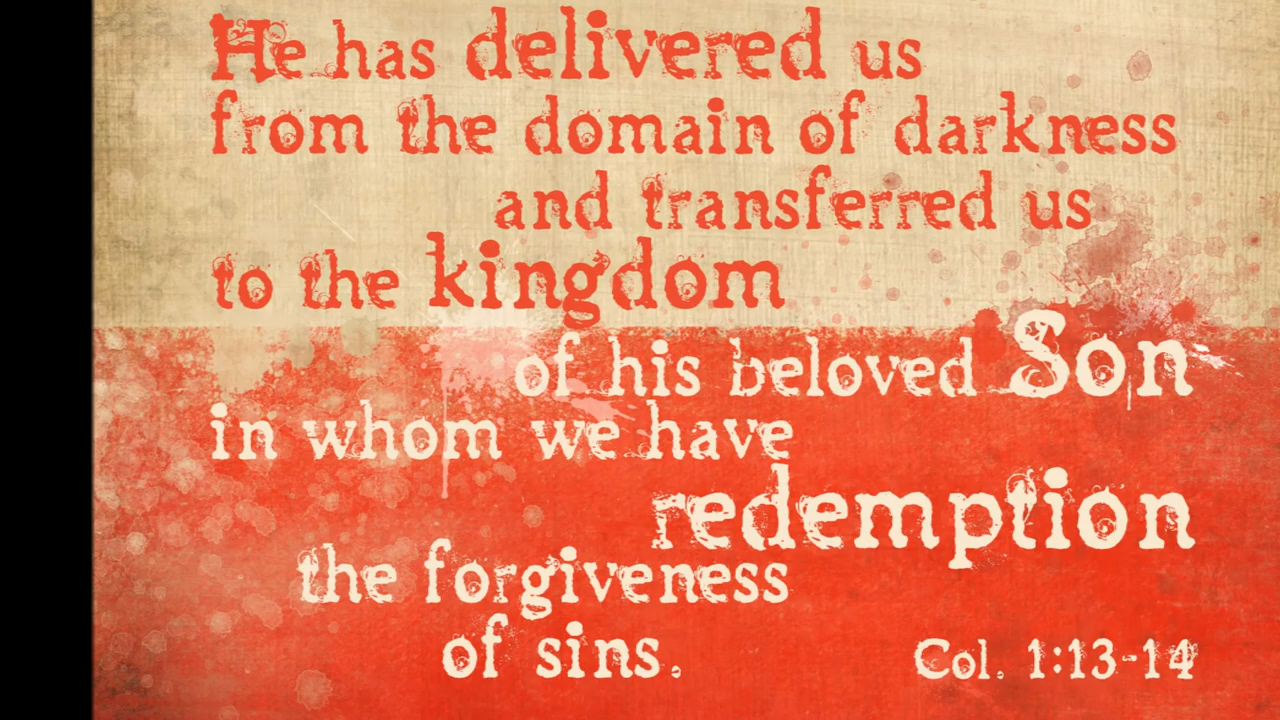 He has delivered us
from the domain of darkness
and transferred us
to the kingdom
of his beloved Son
in whom we have
redemption
the forgiveness
of sins.
Col. 1:13-14